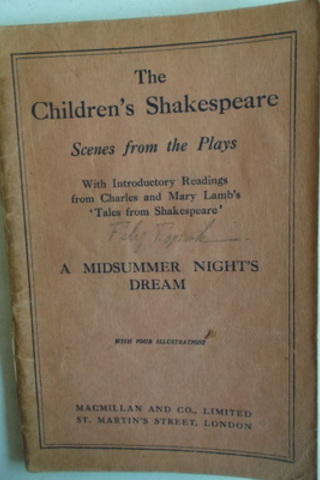 The
Children's Shakespeare
Scenes from the Plays
With Introductory Readings
from Charles and Mary Lamb's
'Tales from Shakespeare'
A MIDSUMMER NIGHT'S
DREAM
WITH FOUR ILLUSTRATIONS
MACMILLAN AND CO., LIMITED
ST. MARTIN'S STREET, LONDON